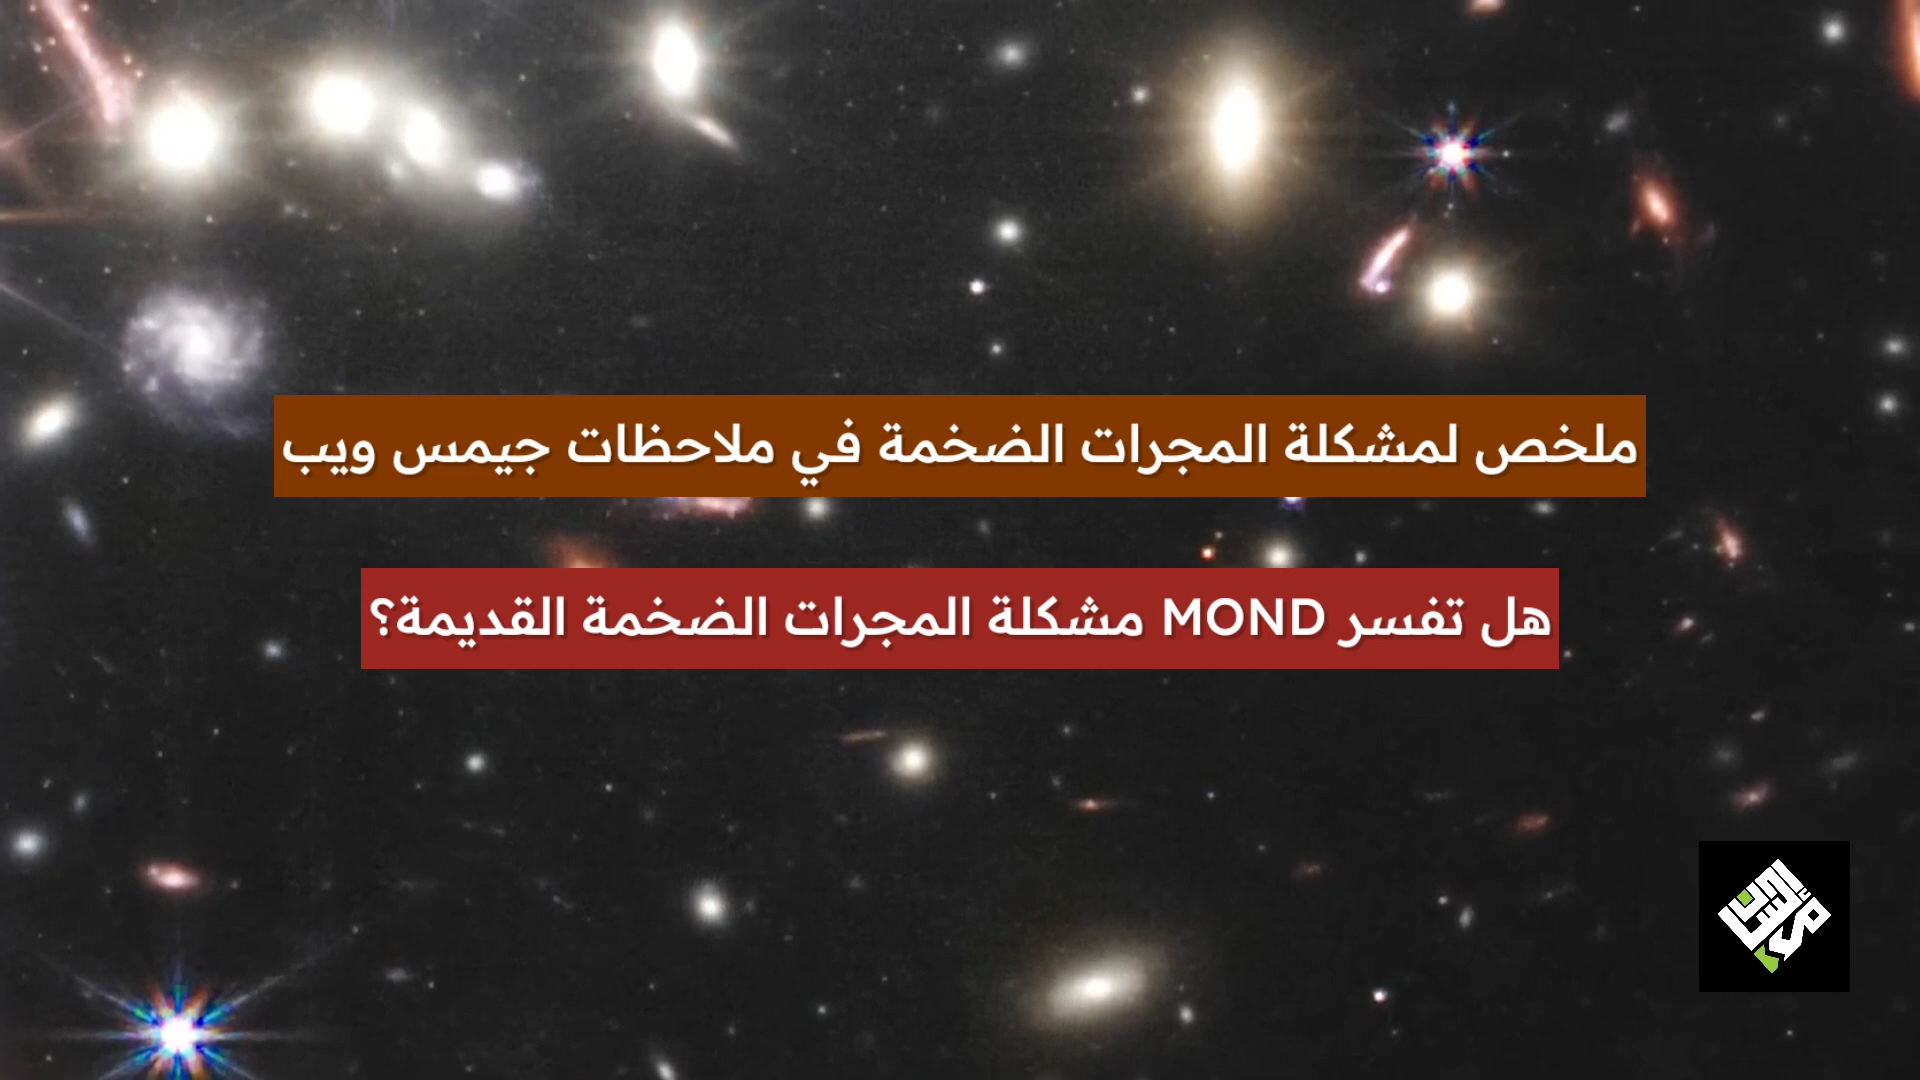 ملخص لمشكلة المجرات الضخمة في ملاحظات جيمس ويب
هل تفسر MOND مشكلة المجرات الضخمة القديمة؟